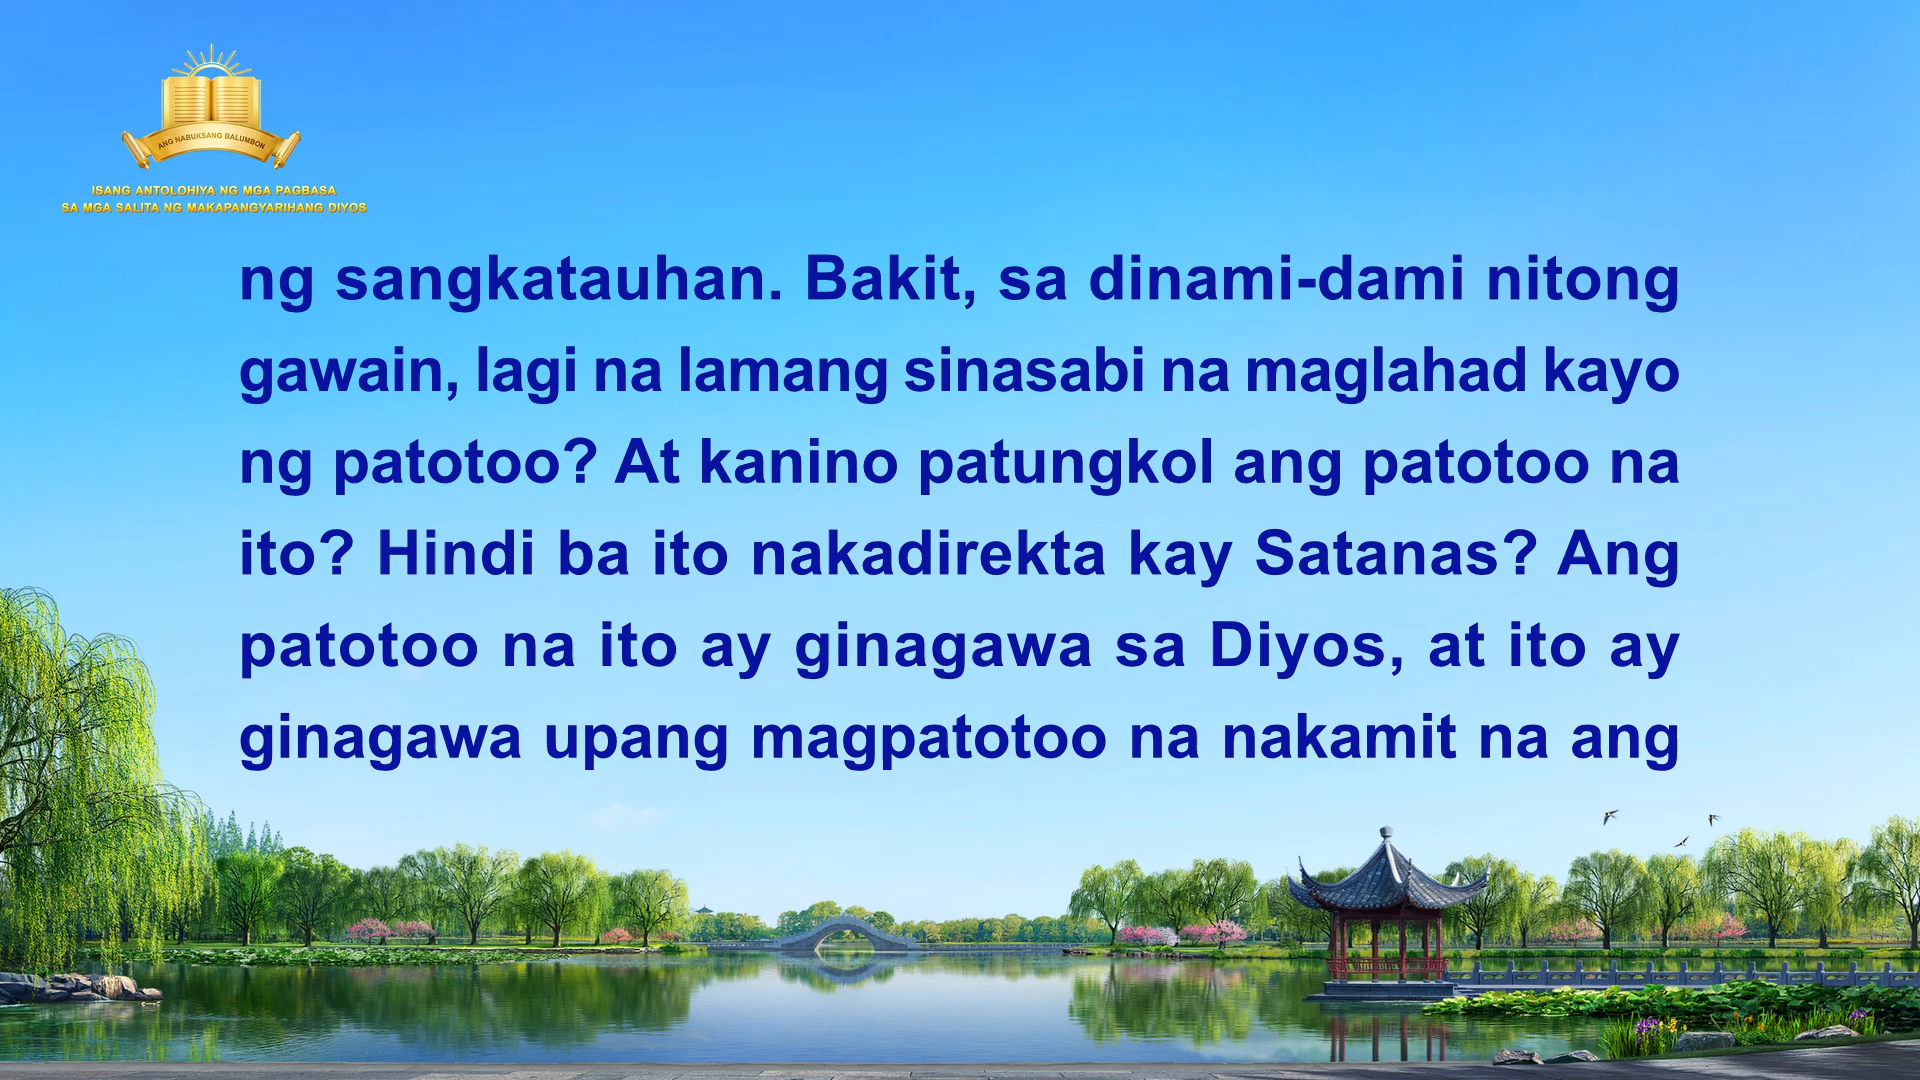 ANG NABUKSANG BALUMBON
ISANG ANTOLOHIYA NG MGA PAGBASA
SA MGA SALITA NG MAKAPANGYARIHANG DIYOS
ng sangkatauhan. Bakit, sa dinami-dami nitong
gawain, lagi na lamang sinasabi na maglahad kayo
ng patotoo? At kanino patungkol ang patotoo na
ito? Hindi ba ito nakadirekta kay Satanas? Ang
patotoo na ito ay ginagawa sa Diyos, at ito ay
ginagawa upang magpatotoo na nakamit na ang